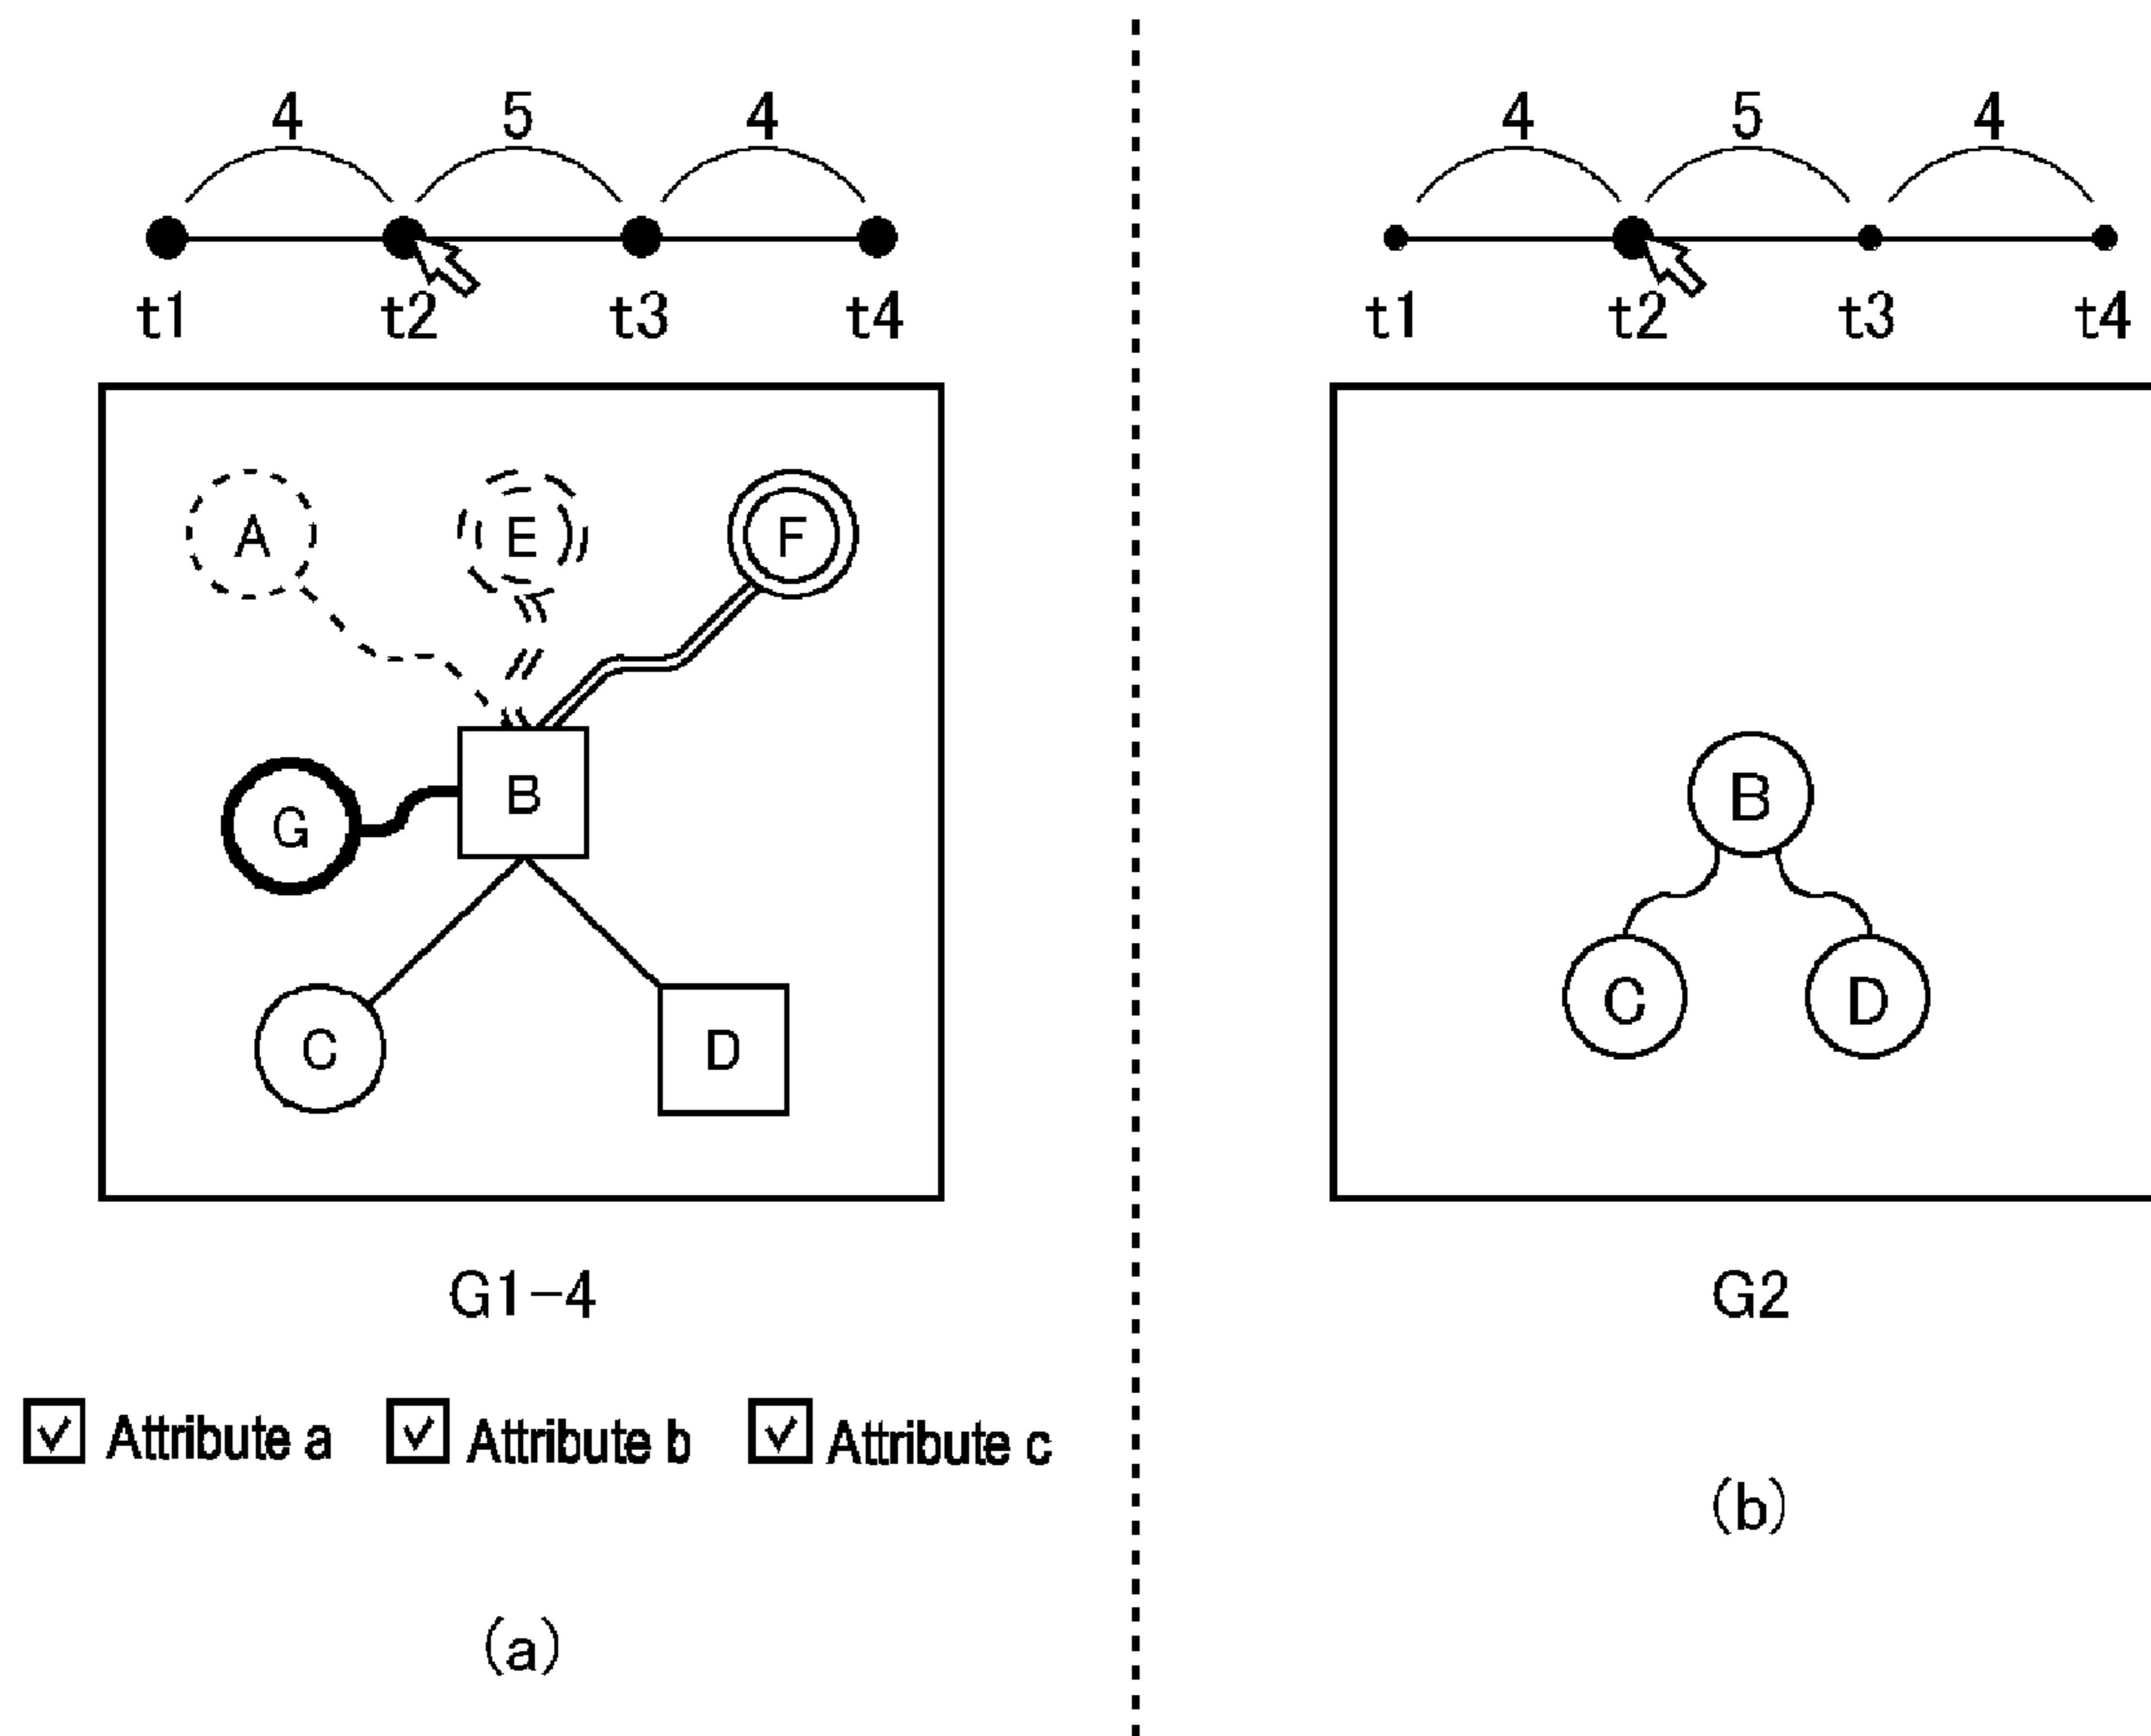 4 5 4
t1 t2 t3 t4
A E F
G B
C D
G1-4
Attribute a Attribute b Attribute c
(a)
4 5 4
t1 t2 t3 t4
B
C D
G2
(b)